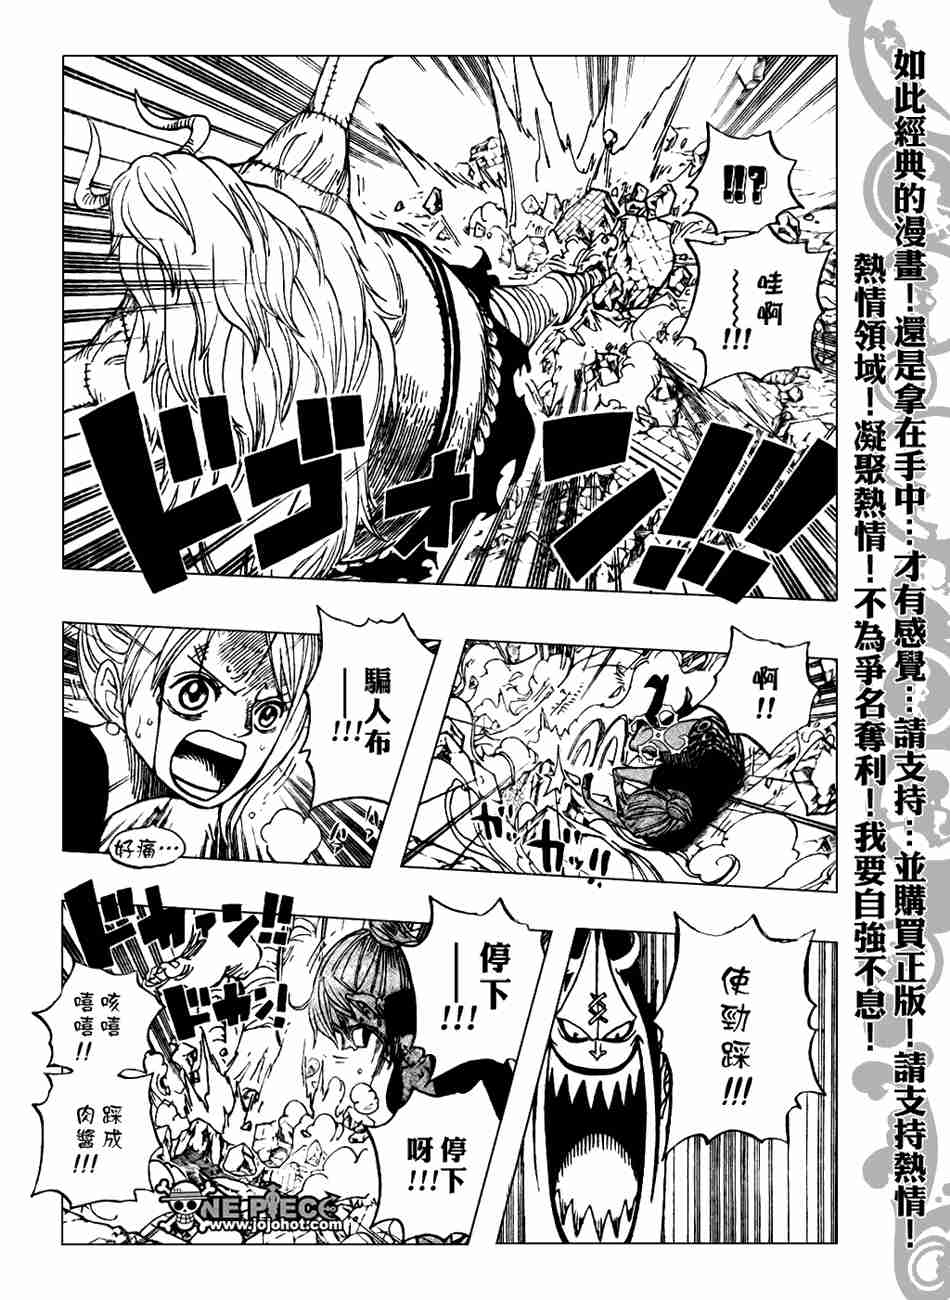 如此經典的漫畫！還是拿在手中…才有感覺…請支持…並購買正版！請支持熱情！
熱情領域！凝聚熱情！不為爭名奪利！我要自強不息！
!!?
哇啊
～～!!!
ドゴォン!!!
啊!!
ガガッ!!
騙人布
——!!!
好痛…
使勁踩!!!
停下
——!!!
停下
呀!!!
ドカァーン!!
ドカァン!
咳嘻
嘻嘻!!
踩成
肉醬!!!
ONE PIECE
www.jojohot.com